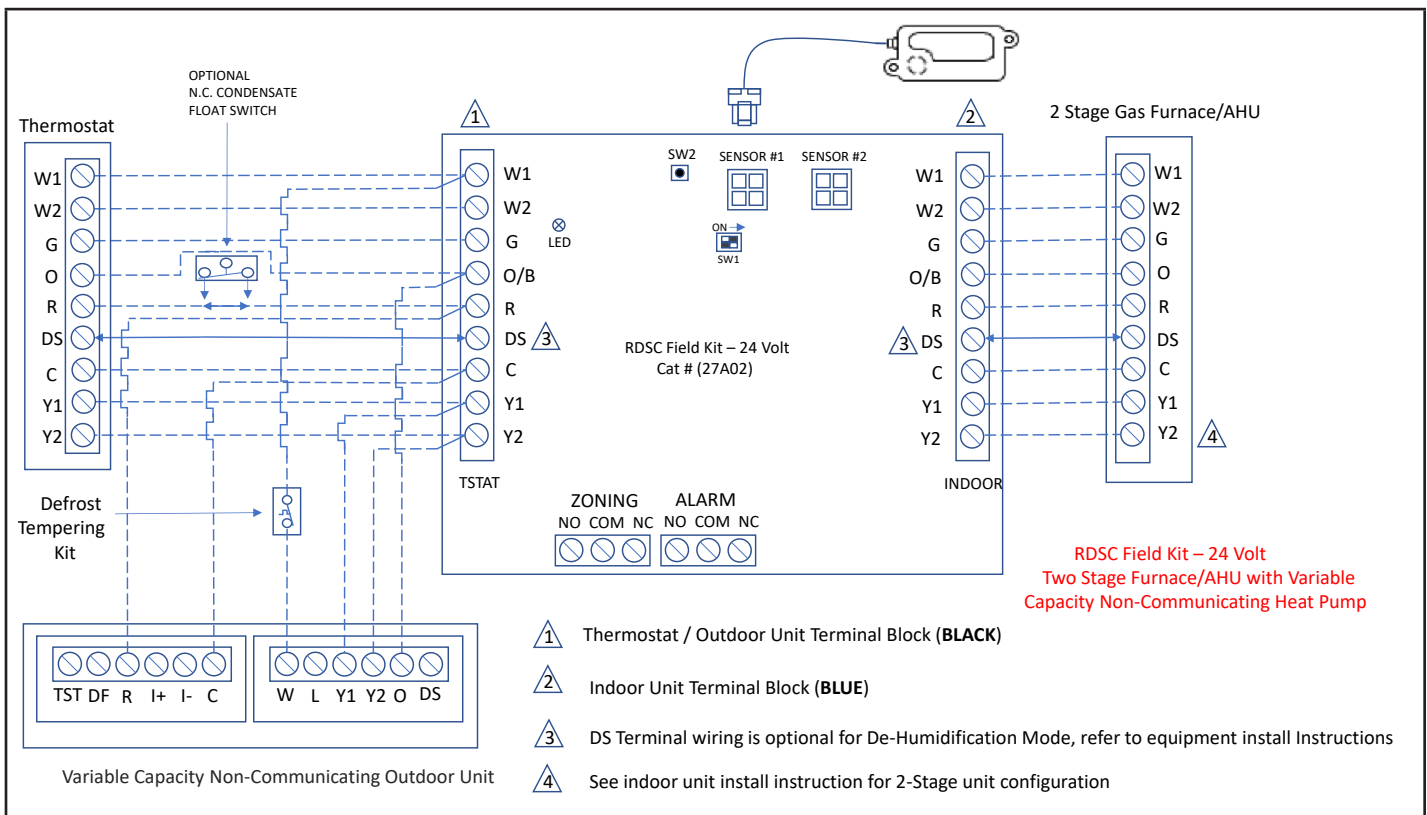 OPTIONAL
N.C. CONDENSATE
FLOAT SWITCH
Thermostat
W1
W2
G
O
R
DS
C
Y1
Y2
1
W1
W2
G
O/B
R
DS 3
C
Y1
Y2
TSTAT
LED
SW2
SENSOR #1
SENSOR #2
ON
SW1
RDSC Field Kit – 24 Volt
Cat # (27A02)
ZONING
NO COM NC
ALARM
NO COM NC
2
W1
W2
G
O/B
R
3 DS
C
Y1
Y2
INDOOR
2 Stage Gas Furnace/AHU
W1
W2
G
O
R
DS
C
Y1
Y2 4
Defrost
Tempering
Kit
RDSC Field Kit – 24 Volt
Two Stage Furnace/AHU with Variable
Capacity Non-Communicating Heat Pump
TST DF R I+ I- C
W L Y1 Y2 O DS
Variable Capacity Non-Communicating Outdoor Unit
1 Thermostat / Outdoor Unit Terminal Block (BLACK)
2 Indoor Unit Terminal Block (BLUE)
3 DS Terminal wiring is optional for De-Humidification Mode, refer to equipment install Instructions
4 See indoor unit install instruction for 2-Stage unit configuration